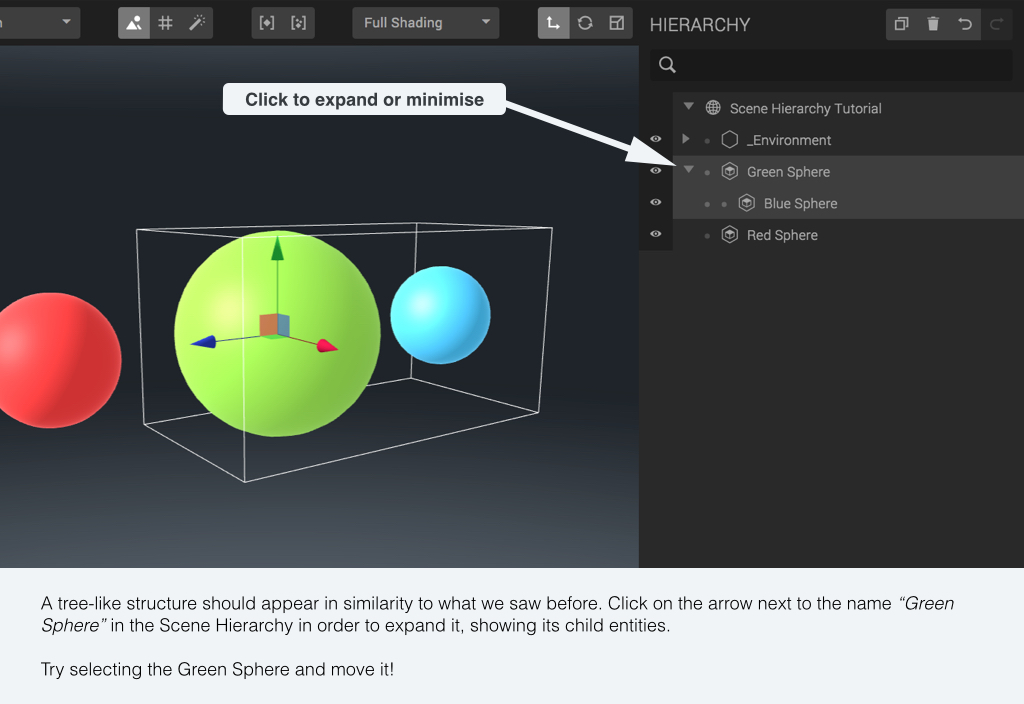 Full Shading
HIERARCHY
Click to expand or minimise
Scene Hierarchy Tutorial
_Environment
Green Sphere
Blue Sphere
Red Sphere
A tree-like structure should appear in similarity to what we saw before. Click on the arrow next to the name “Green
Sphere” in the Scene Hierarchy in order to expand it, showing its child entities.
Try selecting the Green Sphere and move it!